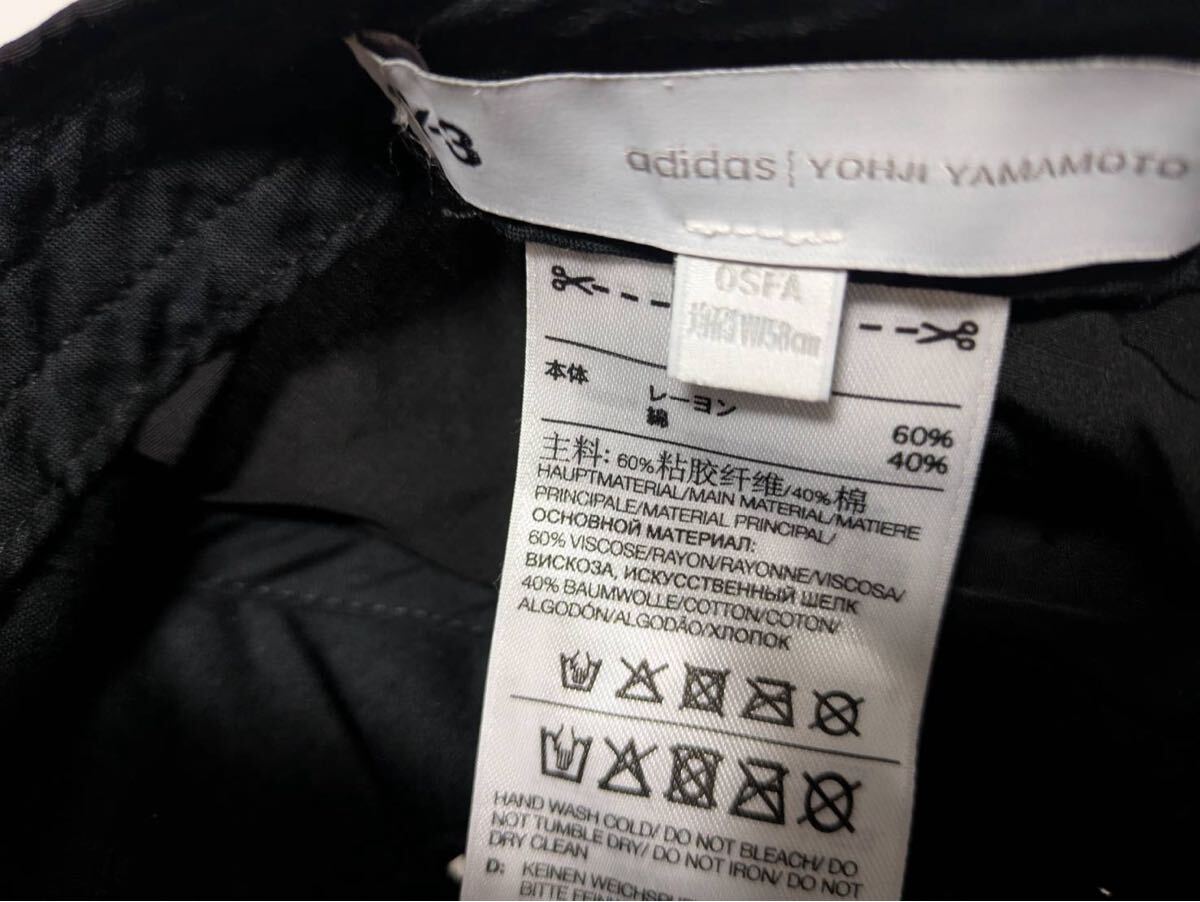 Y-3
adidas | YOHJI YAMAMOTO
OSFA
本体
レーヨン 60%
綿 40%
主料: 60%粘胶纤维/40%棉
HAUPTMATERIAL/MAIN MATERIAL/MATIERE
PRINCIPALE/MATERIAL PRINCIPAL/
ОСНОВНОЙ МАТЕРИАЛ:
60% VISCOSE/RAYON/RAYONNE/VISCOSA/
ВИСКОЗА, ИСКУССТВЕННЫЙ ШЕЛК
40% BAUMWOLLE/COTTON/COTON/
ALGODÓN/ALGODÃO/ХЛОПОК
HAND WASH COLD/ DO NOT BLEACH/ DO
NOT TUMBLE DRY/ DO NOT IRON/ DO NOT
DRY CLEAN
D: KEINEN
BITTE